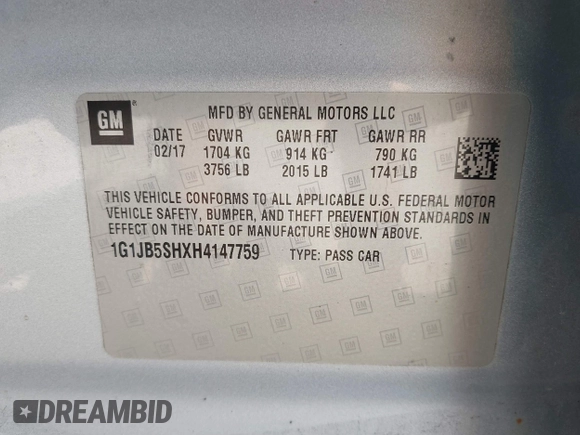 GM
®
MFD BY GENERAL MOTORS LLC
DATE GVWR GAWR FRT GAWR RR
02/17 1704 KG 914 KG 790 KG
3756 LB 2015 LB 1741 LB
THIS VEHICLE CONFORMS TO ALL APPLICABLE U.S. FEDERAL MOTOR
VEHICLE SAFETY, BUMPER, AND THEFT PREVENTION STANDARDS IN
EFFECT ON THE DATE OF MANUFACTURE SHOWN ABOVE.
1G1JB5SHXH4147759 TYPE: PASS CAR
DREAMBID